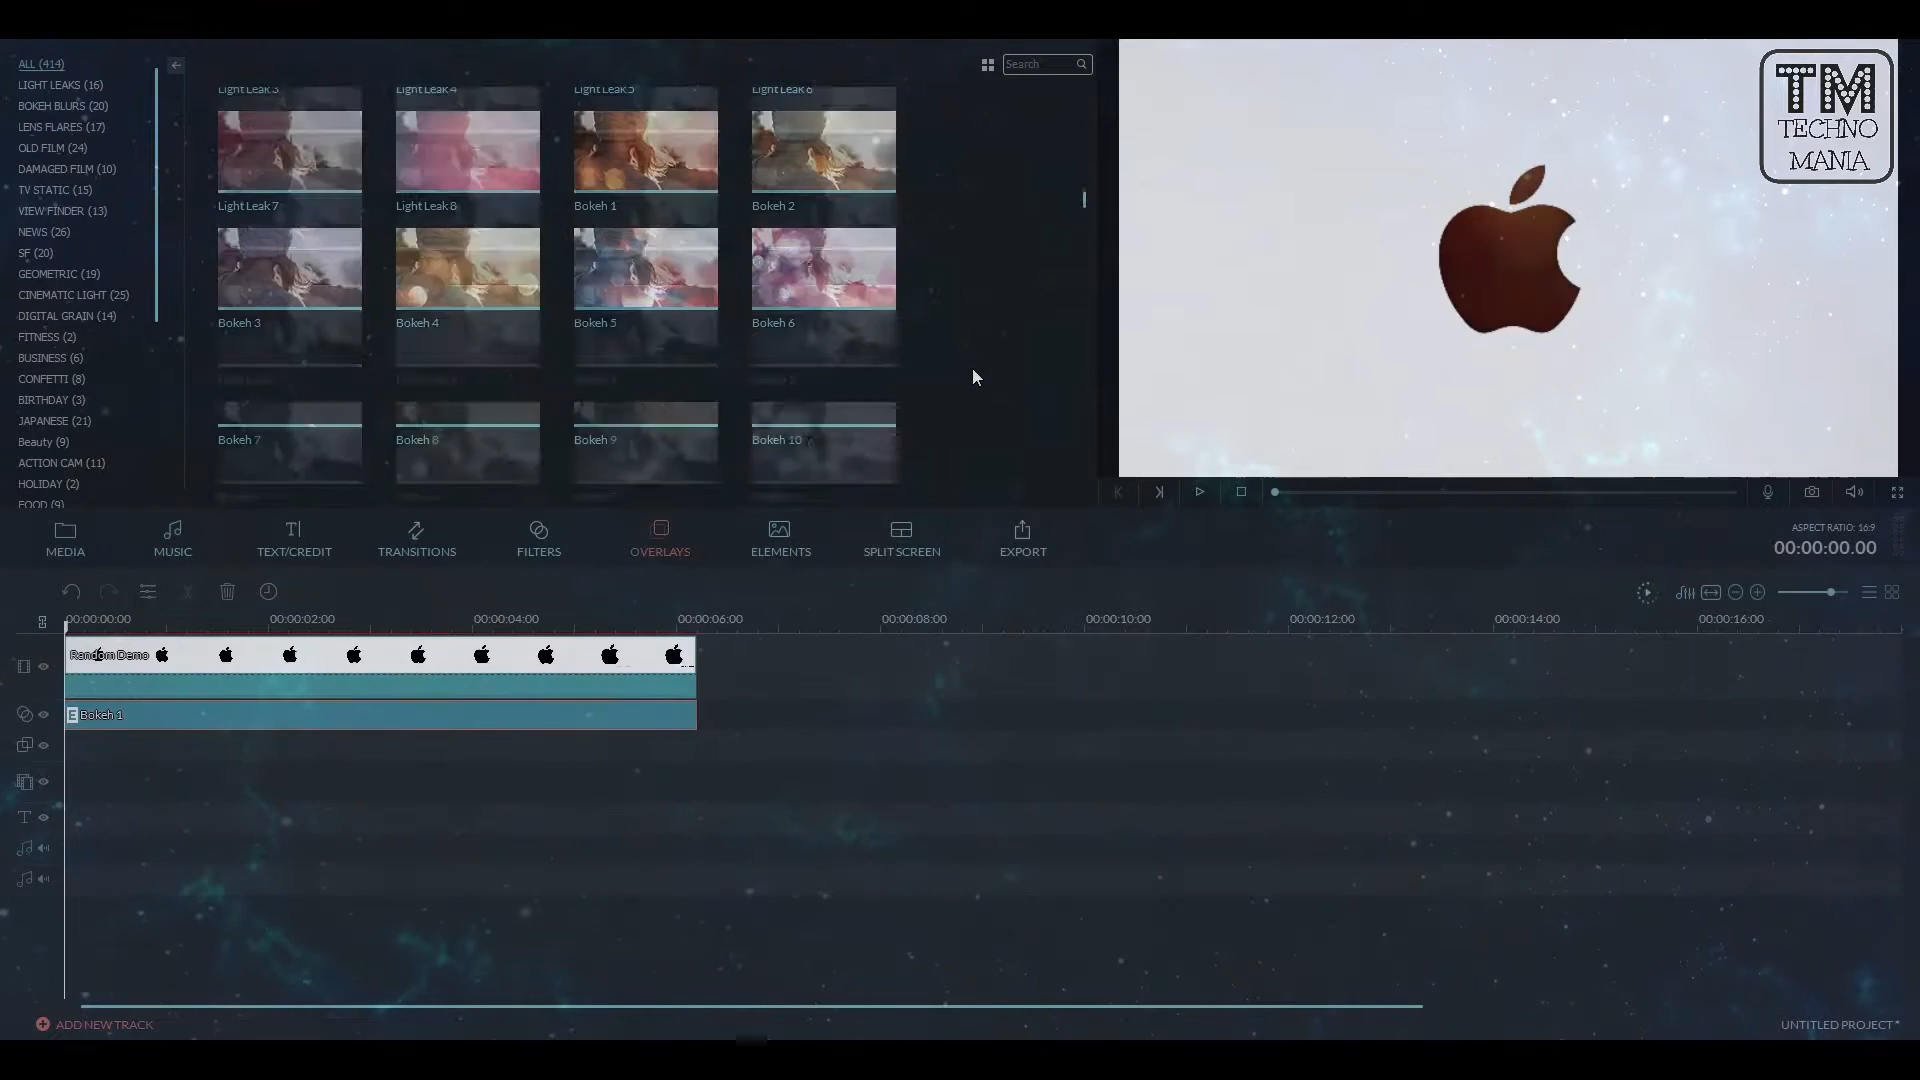 ALL (414)
LIGHT LEAKS (16)
BOKEH BLURS (20)
LENS FLARES (17)
OLD FILM (24)
DAMAGED FILM (10)
TV STATIC (15)
VIEW FINDER (13)
NEWS (26)
SF (20)
GEOMETRIC (19)
CINEMATIC LIGHT (25)
DIGITAL GRAIN (14)
FITNESS (2)
BUSINESS (6)
CONFETTI (8)
BIRTHDAY (3)
JAPANESE (21)
Beauty (9)
ACTION CAM (11)
HOLIDAY (2)
FOOD (9)
Search
Light Leak 3 Light Leak 4 Light Leak 5 Light Leak 6
Light Leak 7 Light Leak 8 Bokeh 1 Bokeh 2
Bokeh 3 Bokeh 4 Bokeh 5 Bokeh 6
Bokeh 7 Bokeh 8 Bokeh 9 Bokeh 10
TM
TECHNO
MANIA
MEDIA MUSIC TEXT/CREDIT TRANSITIONS FILTERS OVERLAYS ELEMENTS SPLIT SCREEN EXPORT
ASPECT RATIO: 16:9
00:00:00.00
00:00:00:00 00:00:02:00 00:00:04:00 00:00:06:00 00:00:08:00 00:00:10:00 00:00:12:00 00:00:14:00 00:00:16:00
Random Demo
E Bokeh 1
ADD NEW TRACK
UNTITLED PROJECT *